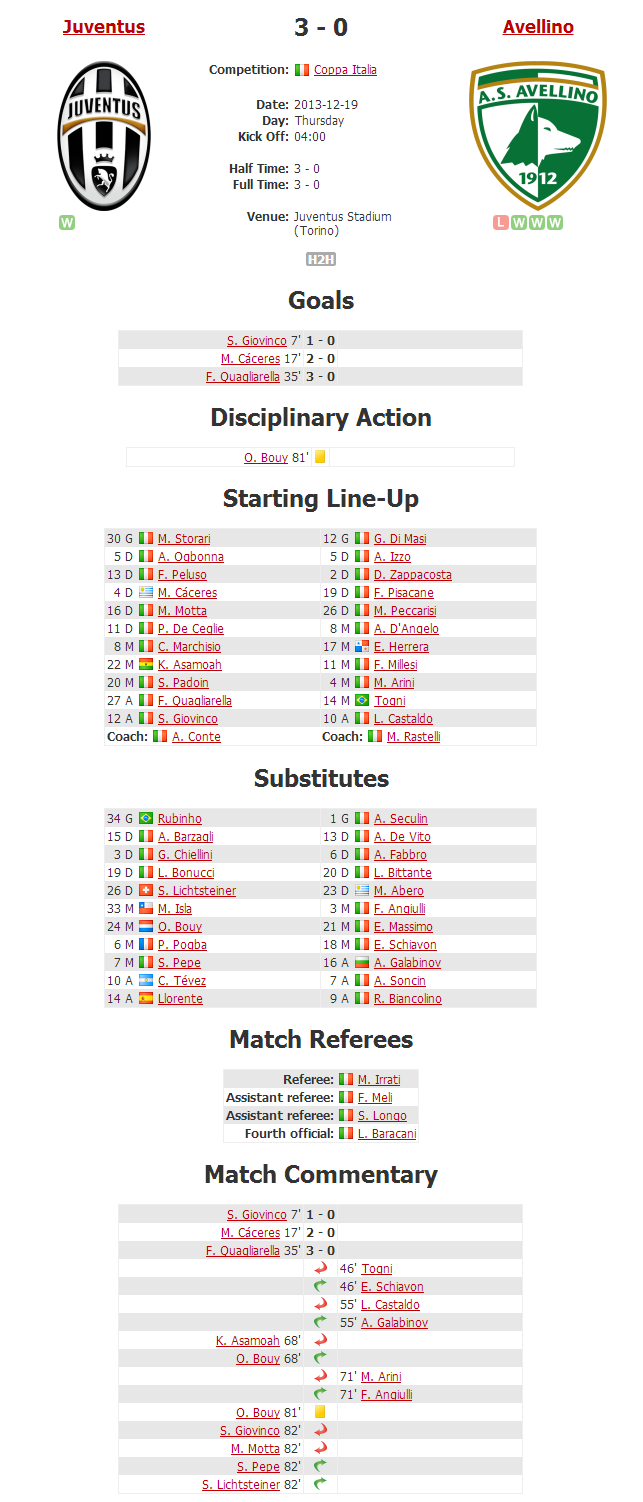 Juventus 3 - 0 Avellino
Competition: Coppa Italia
JUVENTUS
A.S. AVELLINO
1912
Date: 2013-12-19
Day: Thursday
Kick Off: 04:00
Half Time: 3 - 0
Full Time: 3 - 0
Venue: Juventus Stadium
(Torino)
W
L W W W
H2H
Goals
S. Giovinco 7' 1 - 0
M. Cáceres 17' 2 - 0
F. Quagliarella 35' 3 - 0
Disciplinary Action
O. Bouy 81'
Starting Line-Up
30 G M. Storari 12 G G. Di Masi
5 D A. Ogbonna 5 D A. Izzo
13 D F. Peluso 2 D D. Zappacosta
4 D M. Cáceres 19 D F. Pisacane
16 D M. Motta 26 D M. Peccarisi
11 D P. De Ceglie 8 M A. D'Angelo
8 M C. Marchisio 17 M E. Herrera
22 M K. Asamoah 11 M F. Millesi
20 M S. Padoin 4 M M. Arini
27 A F. Quagliarella 14 M Togni
12 A S. Giovinco 10 A L. Castaldo
Coach: A. Conte Coach: M. Rastelli
Substitutes
34 G Rubinho 1 G A. Seculin
15 D A. Barzagli 13 D A. De Vito
3 D G. Chiellini 6 D A. Fabbro
19 D L. Bonucci 20 D L. Bittante
26 D S. Lichtsteiner 23 D M. Abero
33 M M. Isla 3 M F. Angiulli
24 M O. Bouy 21 M E. Massimo
6 M P. Pogba 18 M E. Schiavon
7 M S. Pepe 16 A A. Galabinov
10 A C. Tévez 7 A A. Soncin
14 A Llorente 9 A R. Biancolino
Match Referees
Referee: M. Irrati
Assistant referee: F. Meli
Assistant referee: S. Longo
Fourth official: L. Baracani
Match Commentary
S. Giovinco 7' 1 - 0
M. Cáceres 17' 2 - 0
F. Quagliarella 35' 3 - 0
46' Togni
46' E. Schiavon
55' L. Castaldo
55' A. Galabinov
K. Asamoah 68'
O. Bouy 68'
71' M. Arini
71' F. Angiulli
O. Bouy 81'
S. Giovinco 82'
M. Motta 82'
S. Pepe 82'
S. Lichtsteiner 82'